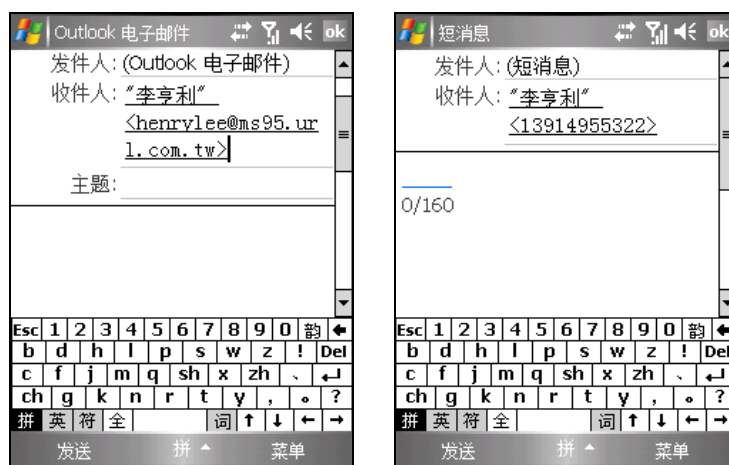 Outlook 电子邮件 ok
发件人: (Outlook 电子邮件)
收件人: "李亨利"
<henrylee@ms95.ur
l.com.tw>
主题:
Esc 1 2 3 4 5 6 7 8 9 0 韵 ←
b d h l p s w z ! Del
c f j m q sh x zh 、 ↵
ch g k n r t y , 。 ?
拼 英 符 全 词 ↑ ↓ ← →
发送 拼 菜单
短消息 ok
发件人: (短消息)
收件人: "李亨利"
<13914955322>
0/160
Esc 1 2 3 4 5 6 7 8 9 0 韵 ←
b d h l p s w z ! Del
c f j m q sh x zh 、 ↵
ch g k n r t y , 。 ?
拼 英 符 全 词 ↑ ↓ ← →
发送 拼 菜单